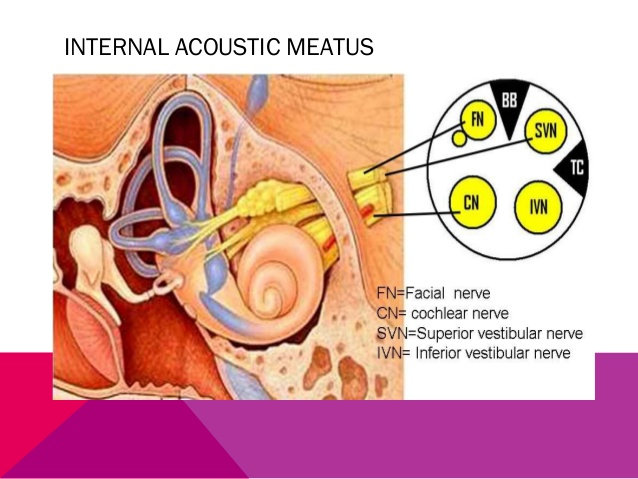 INTERNAL ACOUSTIC MEATUS
BB
FN
SVN
TC
CN
IVN
FN=Facial nerve
CN= cochlear nerve
SVN=Superior vestibular nerve
IVN= Inferior vestibular nerve